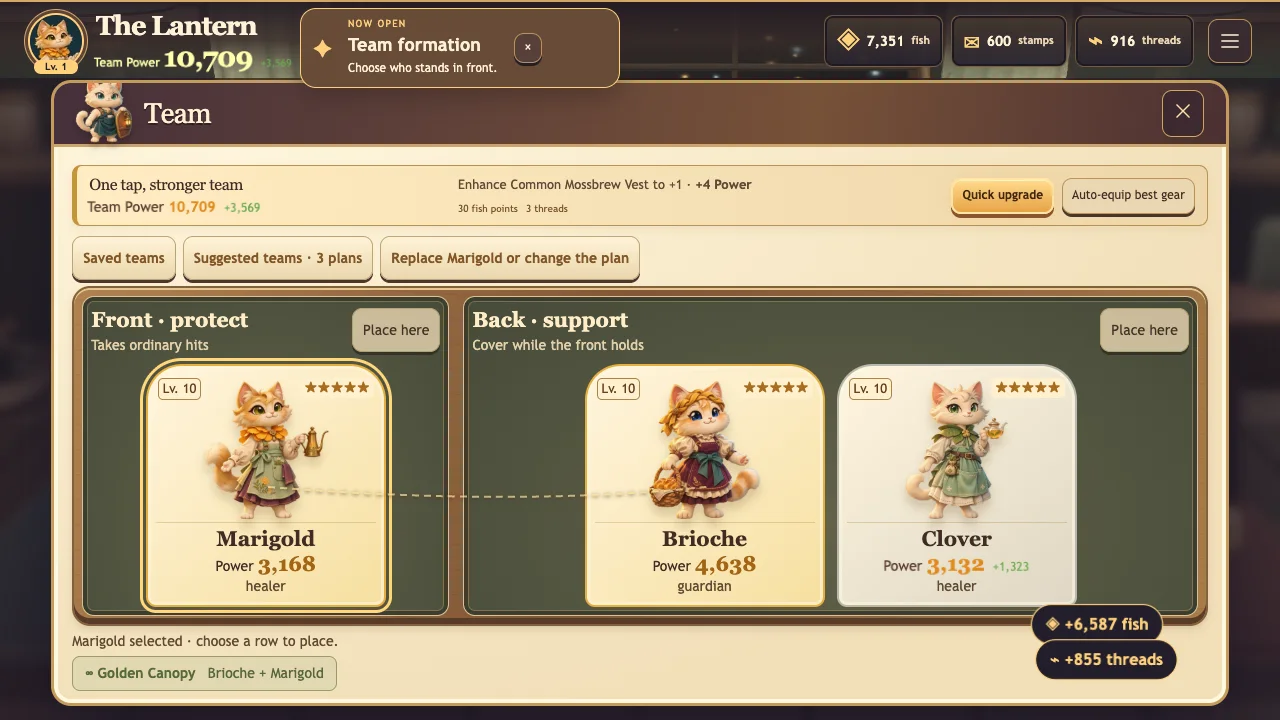 The Lantern
Lv. 1
Team Power 10,709 +3,569
NOW OPEN
Team formation
Choose who stands in front.
×
7,351 fish
600 stamps
916 threads
Team
One tap, stronger team
Team Power 10,709 +3,569
Enhance Common Mossbrew Vest to +1 · +4 Power
30 fish points 3 threads
Quick upgrade
Auto-equip best gear
Saved teams
Suggested teams · 3 plans
Replace Marigold or change the plan
Front · protect
Takes ordinary hits
Place here
Back · support
Cover while the front holds
Place here
Lv. 10 ★★★★★
Marigold
Power 3,168
healer
Lv. 10 ★★★★★
Brioche
Power 4,638
guardian
Lv. 10 ★★★★★
Clover
Power 3,132 +1,323
healer
Marigold selected · choose a row to place.
Golden Canopy Brioche + Marigold
+6,587 fish
+855 threads